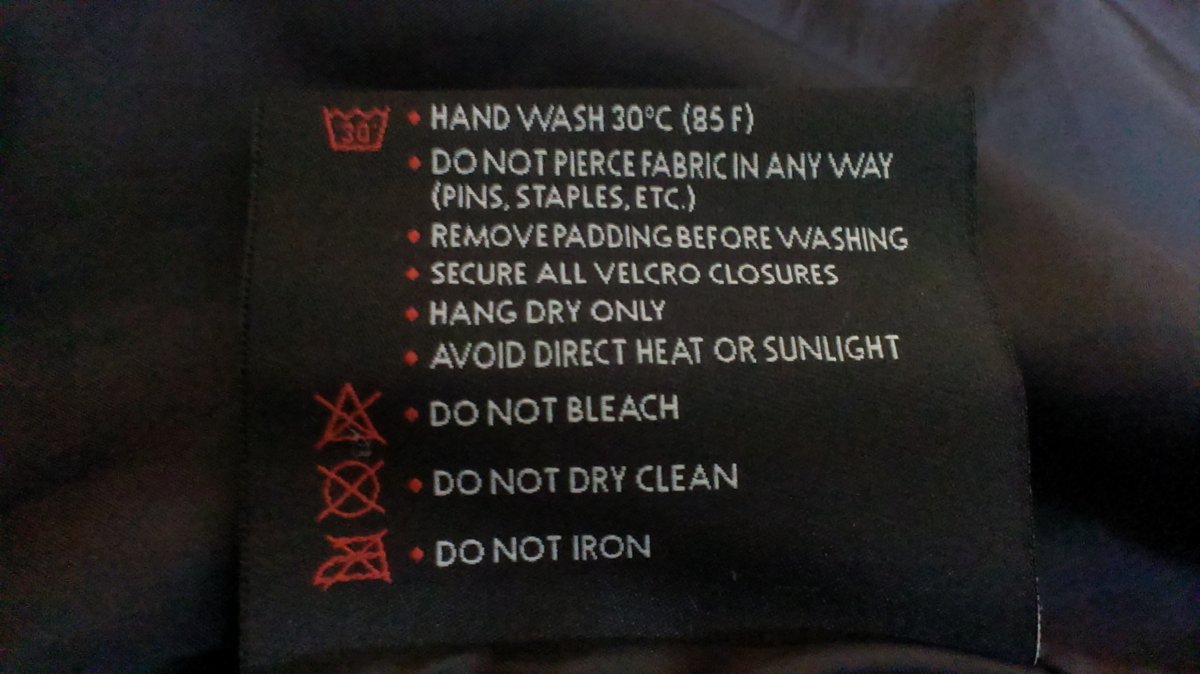 30
HAND WASH 30°C (85 F)
DO NOT PIERCE FABRIC IN ANY WAY
(PINS, STAPLES, ETC.)
REMOVE PADDING BEFORE WASHING
SECURE ALL VELCRO CLOSURES
HANG DRY ONLY
AVOID DIRECT HEAT OR SUNLIGHT
DO NOT BLEACH
DO NOT DRY CLEAN
DO NOT IRON